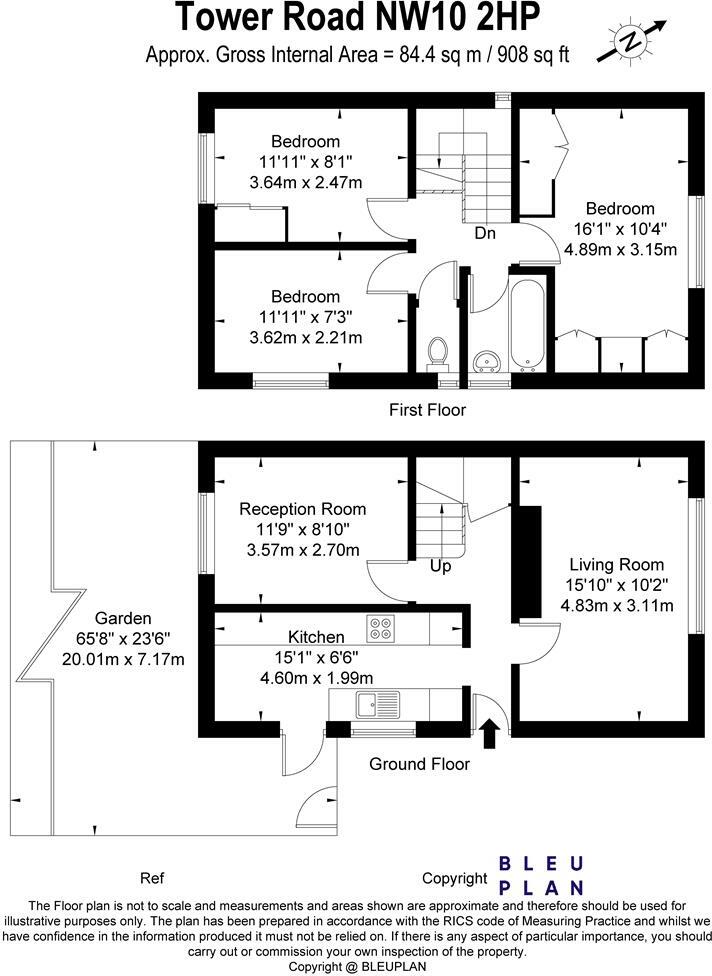 Tower Road NW10 2HP
Approx. Gross Internal Area = 84.4 sq m / 908 sq ft
N
Bedroom
11'11" x 8'1"
3.64m x 2.47m
Dn
Bedroom
16'1" x 10'4"
4.89m x 3.15m
Bedroom
11'11" x 7'3"
3.62m x 2.21m
First Floor
Reception Room
11'9" x 8'10"
3.57m x 2.70m
Up
Living Room
15'10" x 10'2"
4.83m x 3.11m
Garden
65'8" x 23'6"
20.01m x 7.17m
Kitchen
15'1" x 6'6"
4.60m x 1.99m
Ground Floor
Ref
Copyright
BLEU
PLAN
The Floor plan is not to scale and measurements and areas shown are approximate and therefore should be used for
illustrative purposes only. The plan has been prepared in accordance with the RICS code of Measuring Practice and whilst we
have confidence in the information produced it must not be relied on. If there is any aspect of particular importance, you should
carry out or commission your own inspection of the property.
Copyright @ BLEUPLAN